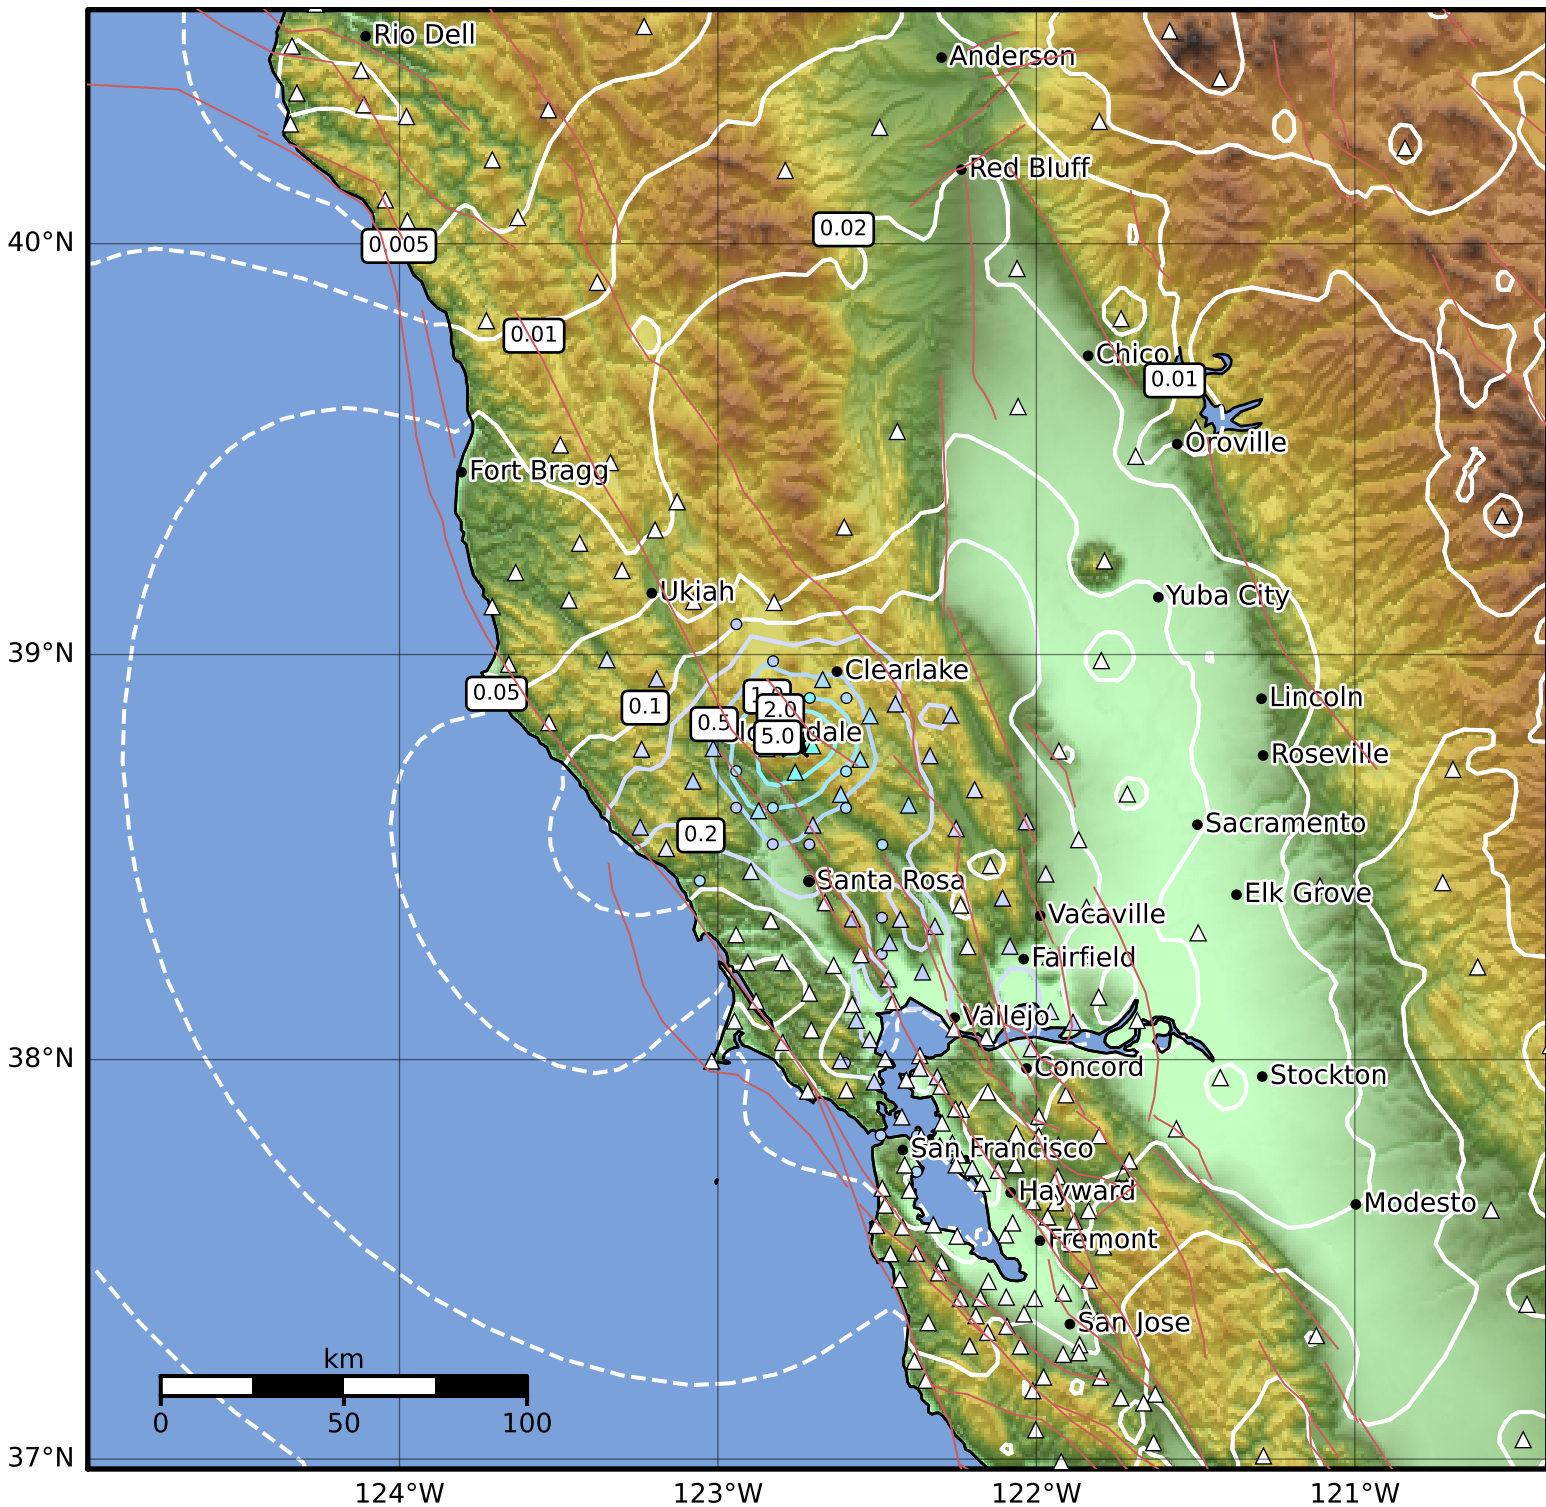 Rio Dell
Anderson
Red Bluff
0.02
40°N
0.005
0.01
Chico
0.01
Oroville
Fort Bragg
Ukiah
Yuba City
39°N
Clearlake
0.05
0.1
1.0
2.0
0.5
5.0
dale
Lincoln
Roseville
0.2
Sacramento
Santa Rosa
Elk Grove
Vacaville
Fairfield
Vallejo
38°N
Concord
Stockton
San Francisco
Hayward
Modesto
Fremont
San Jose
km
0 50 100
37°N
124°W 123°W 122°W 121°W